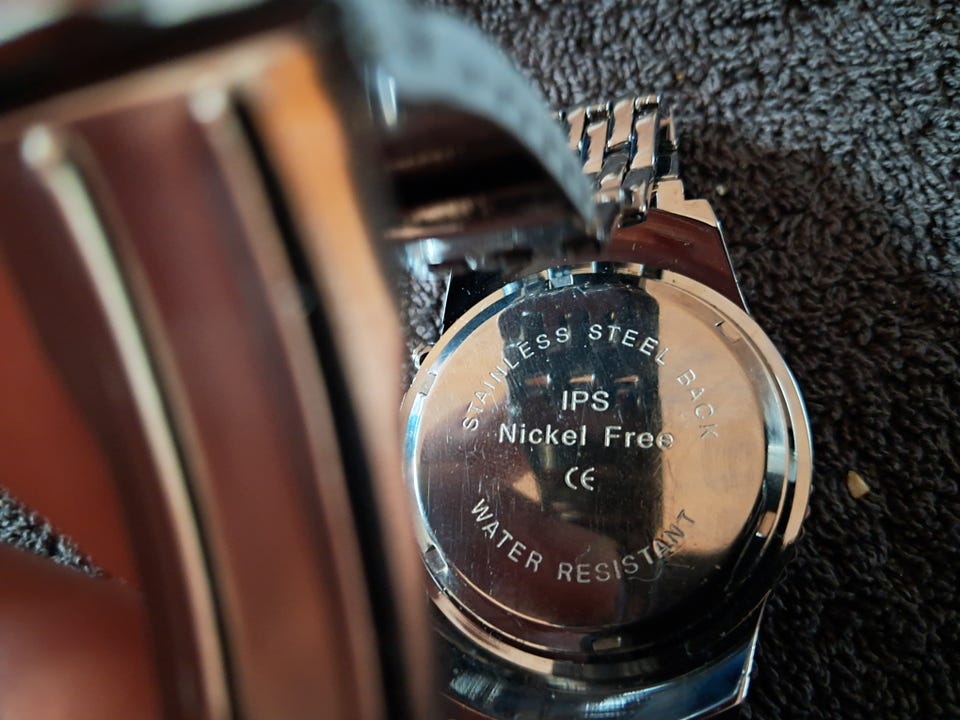 STAINLESS STEEL BACK
IPS
Nickel Free
CE
WATER RESISTANT